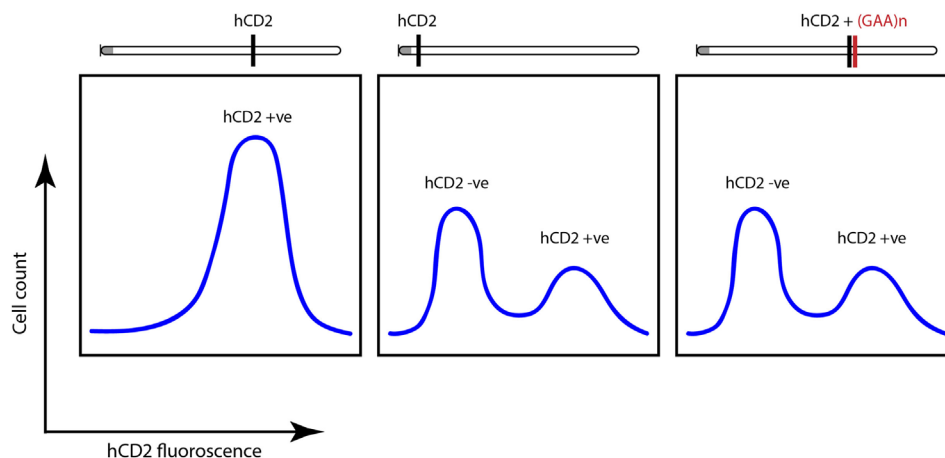 hCD2
hCD2
hCD2 + (GAA)n
hCD2 +ve
hCD2 -ve
hCD2 +ve
hCD2 -ve
hCD2 +ve
Cell count
hCD2 fluoroscence